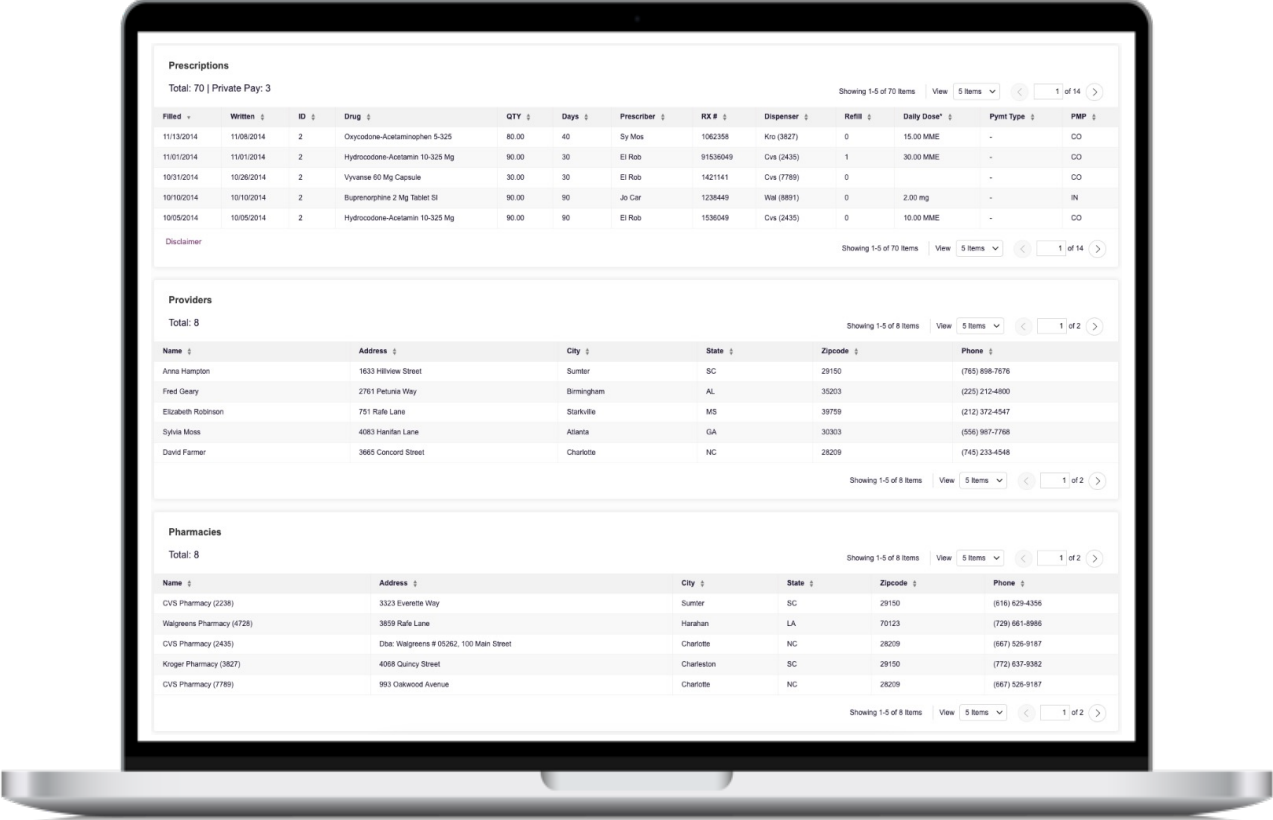 Prescriptions
Total: 70 | Private Pay: 3
Showing 1-5 of 70 Items View 5 Items 1 of 14
Filled Written ID Drug QTY Days Prescriber RX # Dispenser Refill Daily Dose* Pymt Type PMP
11/13/2014 11/08/2014 2 Oxycodone-Acetaminophen 5-325 80.00 40 Sy Mos 1062358 Kro (3827) 0 15.00 MME - CO
11/01/2014 11/01/2014 2 Hydrocodone-Acetamin 10-325 Mg 90.00 30 El Rob 91536049 Cvs (2435) 1 30.00 MME - CO
10/31/2014 10/26/2014 2 Vyvanse 60 Mg Capsule 30.00 30 El Rob 1421141 Cvs (7789) 0 - CO
10/10/2014 10/10/2014 2 Buprenorphine 2 Mg Tablet Sl 90.00 90 Jo Car 1238449 Wal (8891) 0 2.00 mg - IN
10/05/2014 10/05/2014 2 Hydrocodone-Acetamin 10-325 Mg 90.00 90 El Rob 1536049 Cvs (2435) 0 10.00 MME - CO
Disclaimer
Showing 1-5 of 70 Items View 5 Items 1 of 14
Providers
Total: 8
Showing 1-5 of 8 Items View 5 Items 1 of 2
Name Address City State Zipcode Phone
Anna Hampton 1633 Hillview Street Sumter SC 29150 (765) 898-7676
Fred Geary 2761 Petunia Way Birmingham AL 35203 (225) 212-4800
Elizabeth Robinson 751 Rafe Lane Starkville MS 39759 (212) 372-4547
Sylvia Moss 4083 Hanifan Lane Atlanta GA 30303 (556) 987-7768
David Farmer 3665 Concord Street Charlotte NC 28209 (745) 233-4548
Showing 1-5 of 8 Items View 5 Items 1 of 2
Pharmacies
Total: 8
Showing 1-5 of 8 Items View 5 Items 1 of 2
Name Address City State Zipcode Phone
CVS Pharmacy (2238) 3323 Everette Way Sumter SC 29150 (616) 629-4356
Walgreens Pharmacy (4728) 3859 Rafe Lane Harahan LA 70123 (729) 661-8986
CVS Pharmacy (2435) Dba: Walgreens # 05262, 100 Main Street Charlotte NC 28209 (667) 526-9187
Kroger Pharmacy (3827) 4068 Quincy Street Charleston SC 29150 (772) 637-9382
CVS Pharmacy (7789) 993 Oakwood Avenue Charlotte NC 28209 (667) 526-9187
Showing 1-5 of 8 Items View 5 Items 1 of 2